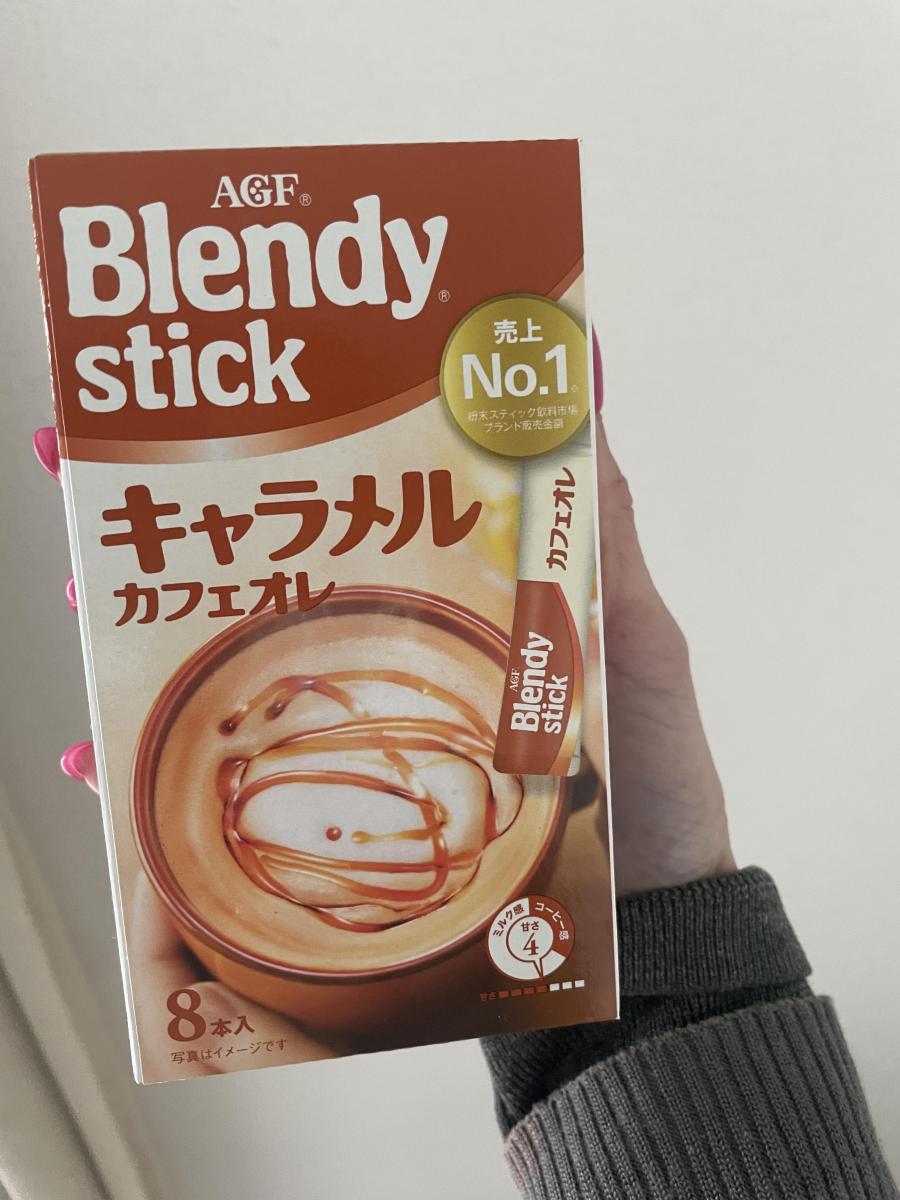 AGF®
Blendy®
stick
売上
No.1
粉末スティック飲料市場
ブランド販売金額
キャラメル
カフェオレ
カフェオレ
AGF
Blendy
stick
ミルク感
コーヒー感
甘さ
4
甘さ
8本入
写真はイメージです